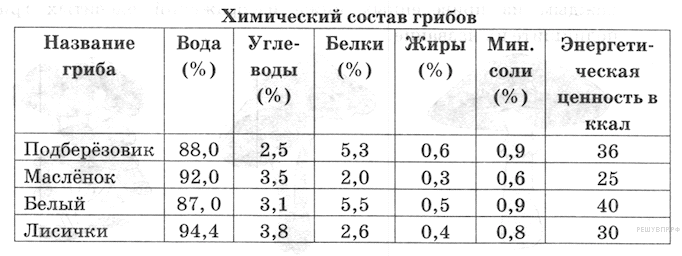 Химический состав грибов
Название гриба | Вода (%) | Угле- воды (%) | Белки (%) | Жиры (%) | Мин. соли (%) | Энергети- ческая ценность в ккал
Подберёзовик | 88,0 | 2,5 | 5,3 | 0,6 | 0,9 | 36
Маслёнок | 92,0 | 3,5 | 2,0 | 0,3 | 0,6 | 25
Белый | 87, 0 | 3,1 | 5,5 | 0,5 | 0,9 | 40
Лисички | 94,4 | 3,8 | 2,6 | 0,4 | 0,8 | 30
РЕШУВПР.РФ